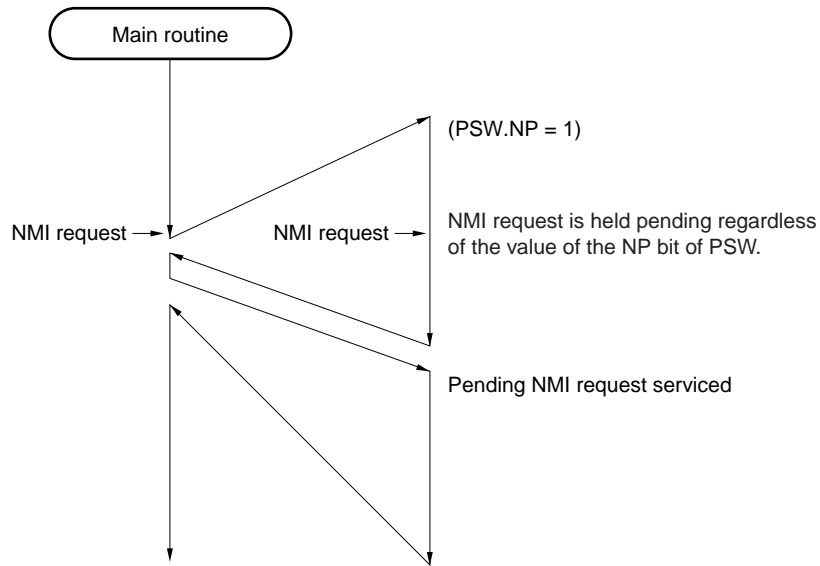 Main routine
(PSW.NP = 1)
NMI request
NMI request
NMI request is held pending regardless
of the value of the NP bit of PSW.
Pending NMI request serviced